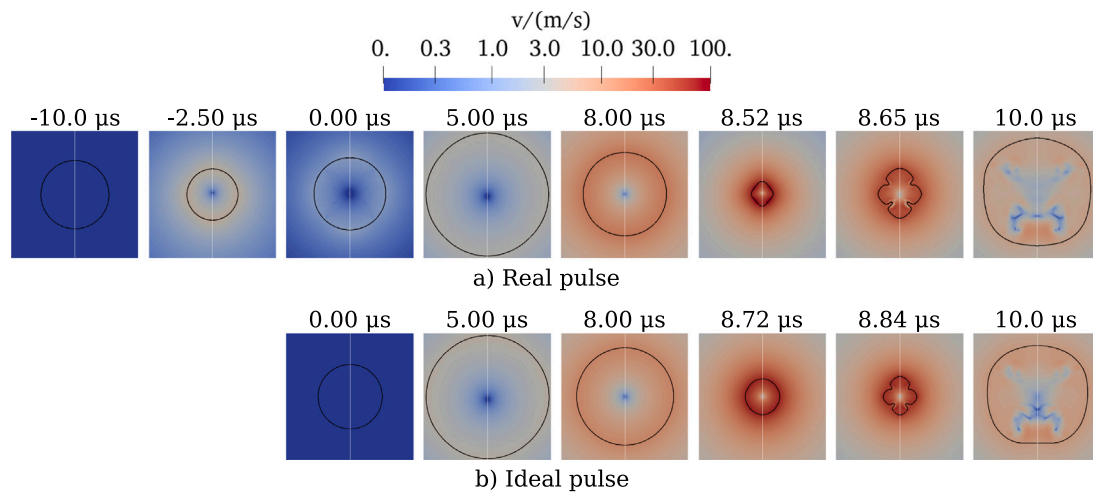 v/(m/s)
0. 0.3 1.0 3.0 10.0 30.0 100.
-10.0 µs -2.50 µs 0.00 µs 5.00 µs 8.00 µs 8.52 µs 8.65 µs 10.0 µs
a) Real pulse
0.00 µs 5.00 µs 8.00 µs 8.72 µs 8.84 µs 10.0 µs
b) Ideal pulse